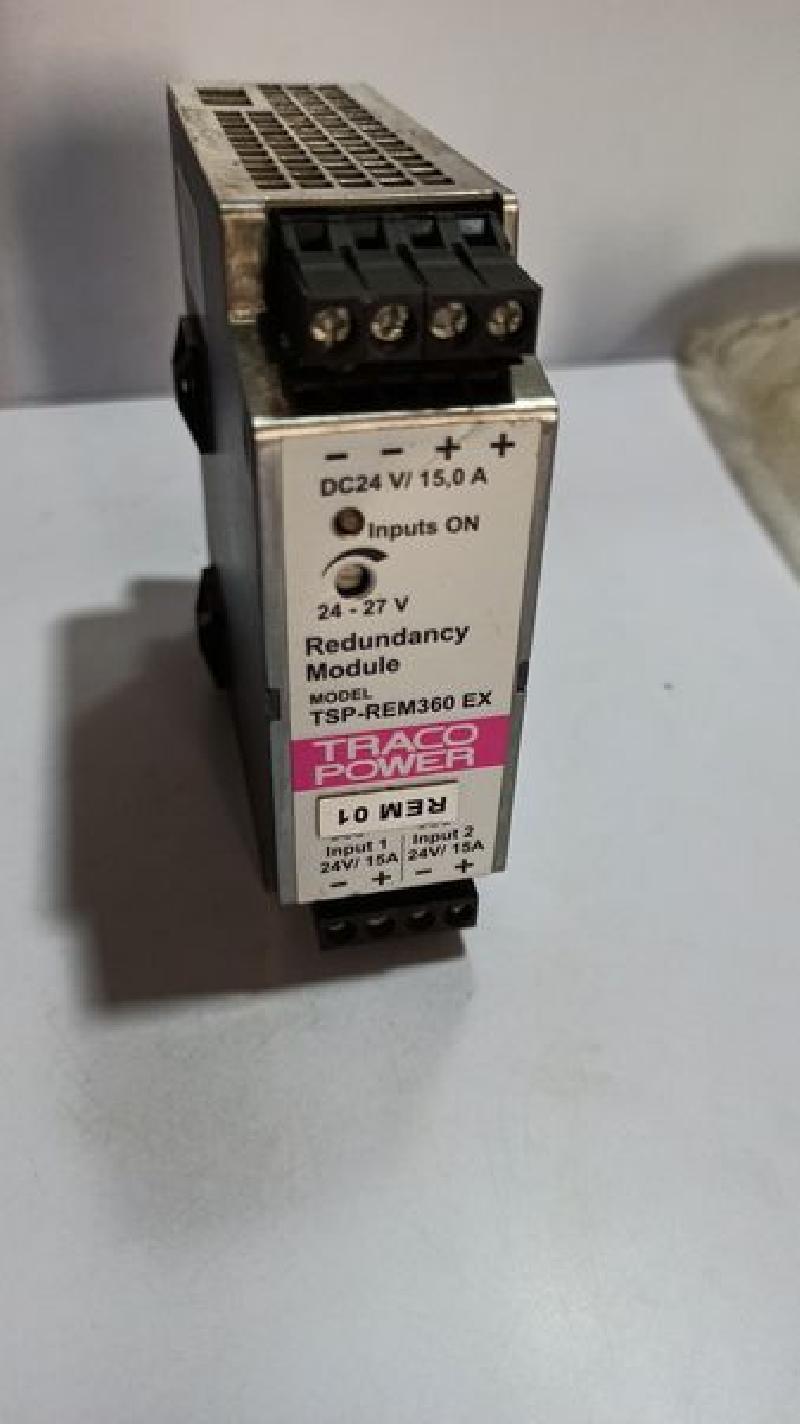 - - + +
DC24 V/ 15,0 A
Inputs ON
24 - 27 V
Redundancy
Module
MODEL
TSP-REM360 EX
TRACO
POWER
REM 01
Input 1 Input 2
24V/ 15A 24V/ 15A
- + - +